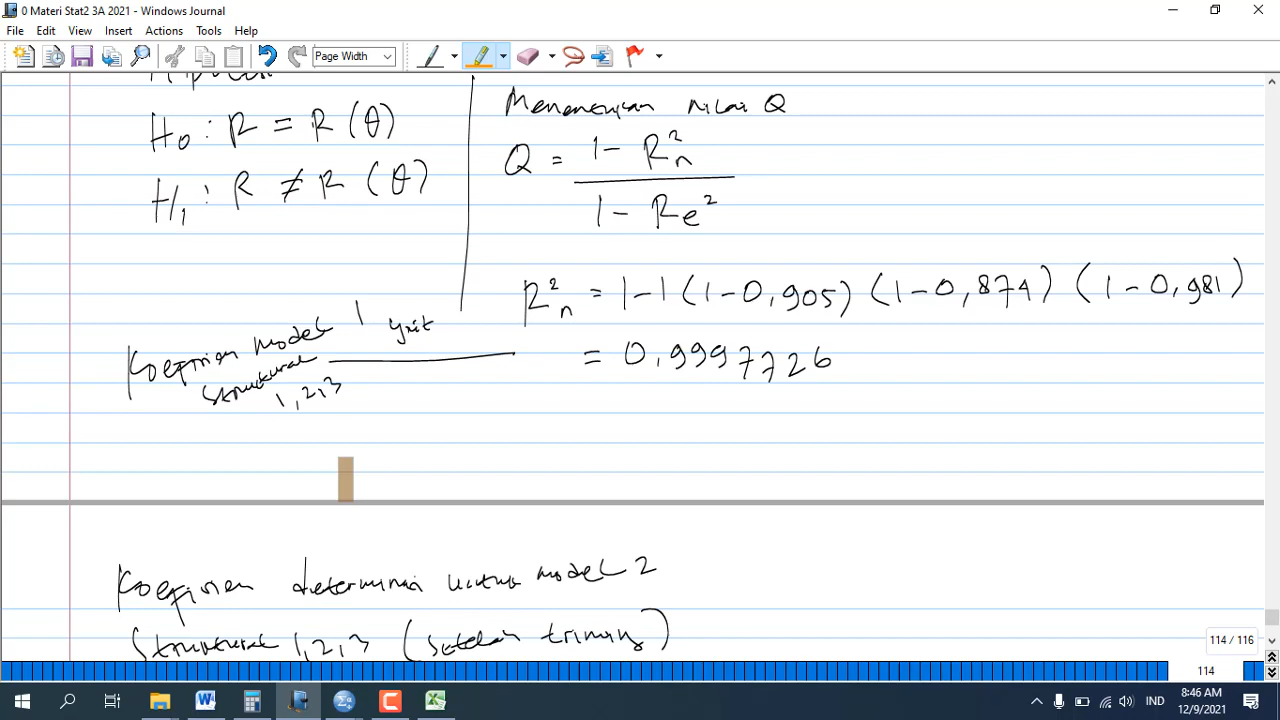 0 Materi Stat2 3A 2021 - Windows Journal
File Edit View Insert Actions Tools Help
Page Width
H0 : R = R (θ)
H1 : R ≠ R (θ)
Menentukan nilai Q
Q = 1 - Rn²
1 - Re²
R²n = 1-1 (1-0,905) (1-0,874) (1-0,981)
= 0,9997726
Koefisien model 1 yait
Struktural
1,2,3
Koefisien determinan untuk model 2
Struktural 1,2,3 (setelah triming)
114 / 116
114
IND
8:46 AM
12/9/2021